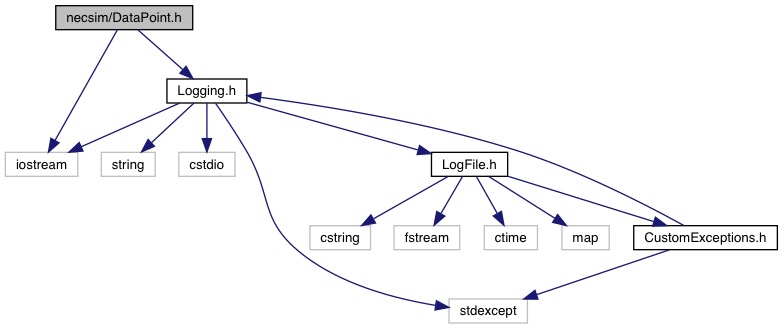 necsim/DataPoint.h
Logging.h
iostream
string
cstdio
LogFile.h
cstring
fstream
ctime
map
CustomExceptions.h
stdexcept